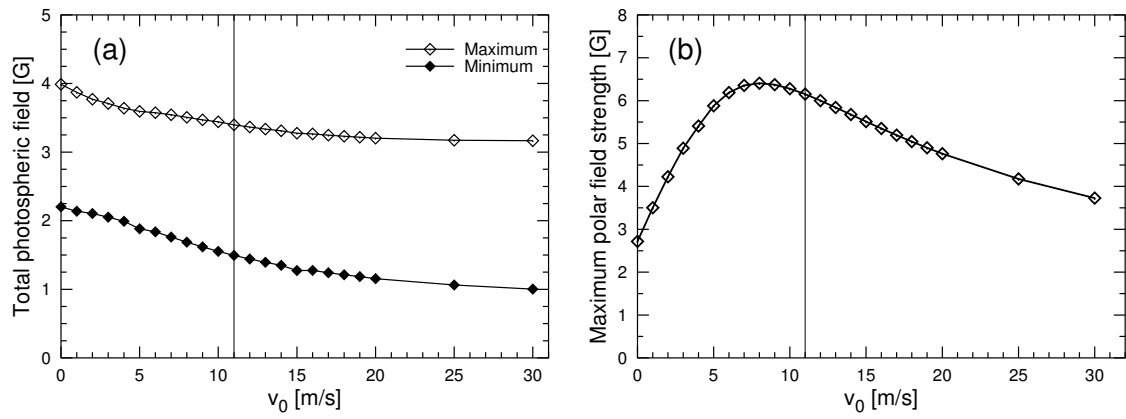 (a)
Maximum
Minimum
Total photospheric field [G]
5
4
3
2
1
0
0 5 10 15 20 25 30
v_0 [m/s]
(b)
Maximum polar field strength [G]
8
7
6
5
4
3
2
1
0
0 5 10 15 20 25 30
v_0 [m/s]